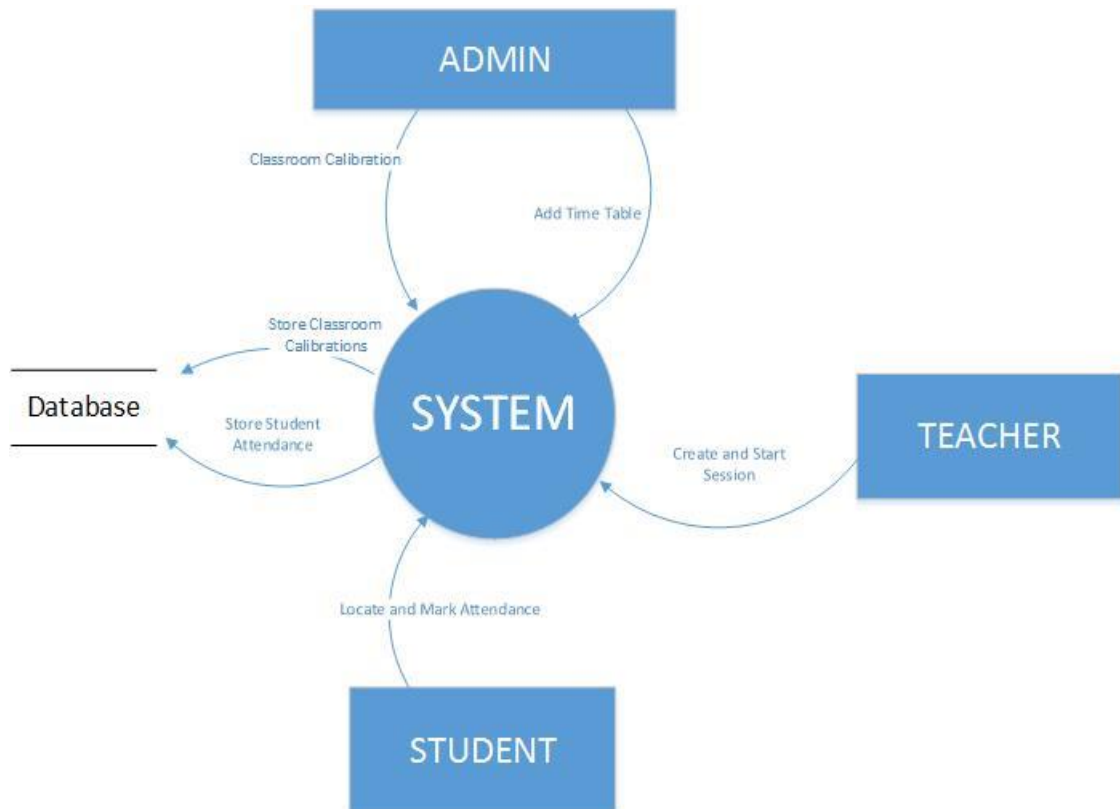 ADMIN
Classroom Calibration
Add Time Table
Store Classroom
Calibrations
Database
SYSTEM
Store Student
Attendance
TEACHER
Create and Start
Session
Locate and Mark Attendance
STUDENT